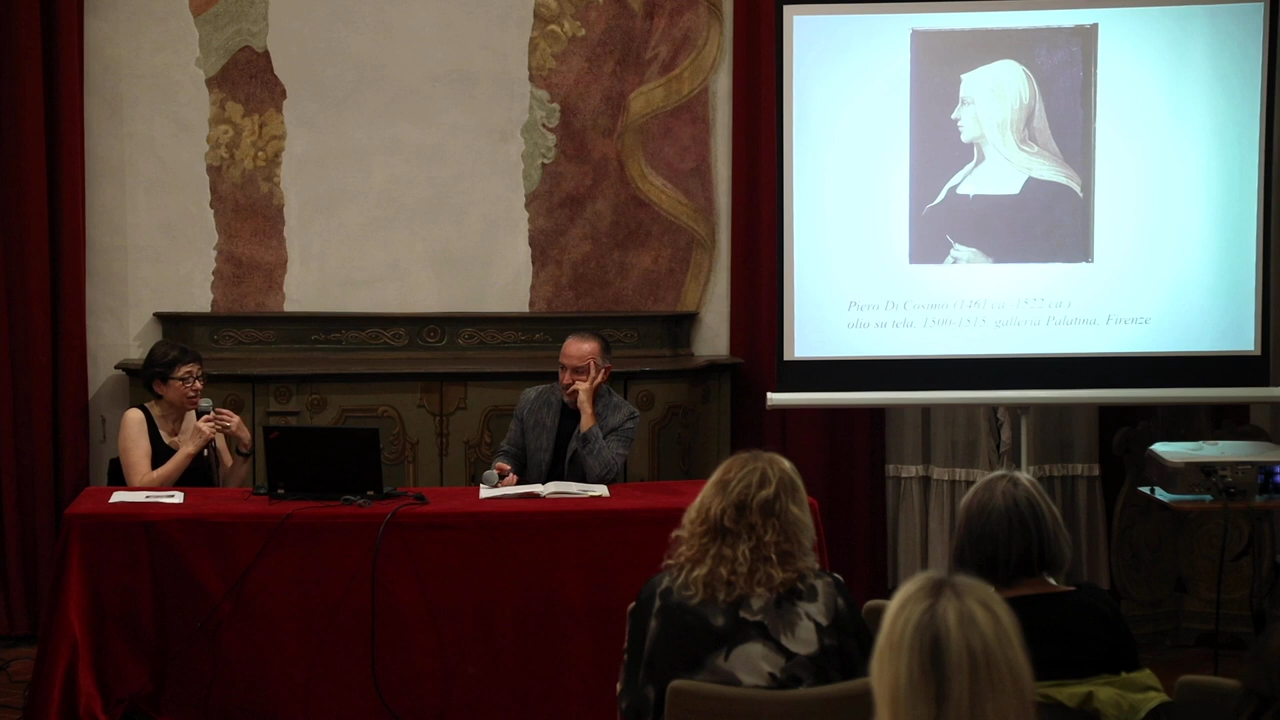 Piero Di Cosimo (1461 ca./1522 ca.)
olio su tela, 1500-1515 galleria Palatina, Firenze